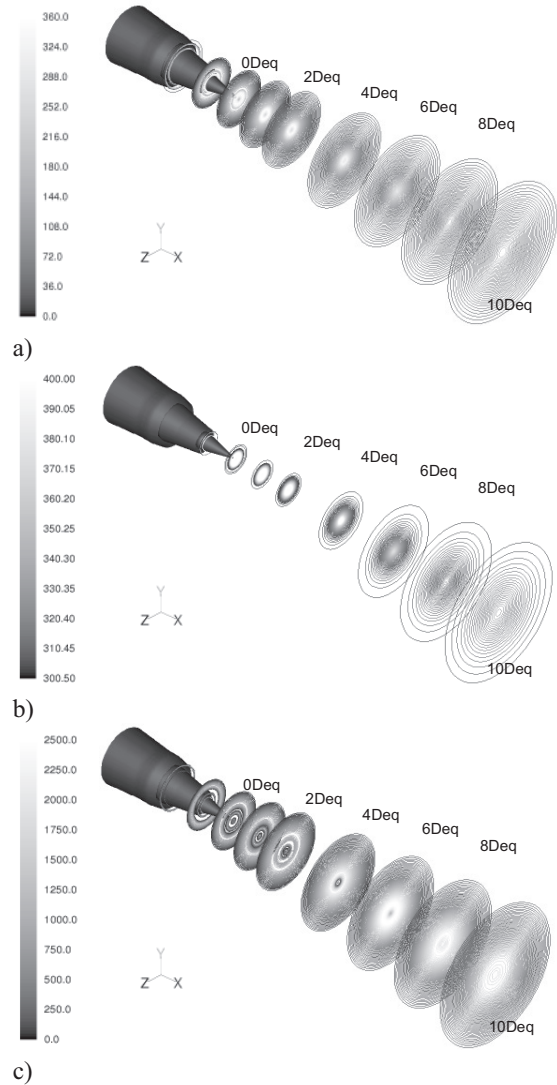 360.0
324.0
288.0
252.0
216.0
180.0
144.0
108.0
72.0
36.0
0.0
0Deq
2Deq
4Deq
6Deq
8Deq
10Deq
Y
Z X
a)
400.00
390.05
380.10
370.15
360.20
350.25
340.30
330.35
320.40
310.45
300.50
0Deq
2Deq
4Deq
6Deq
8Deq
10Deq
Y
Z X
b)
2500.0
2250.0
2000.0
1750.0
1500.0
1250.0
1000.0
750.0
500.0
250.0
0.0
0Deq
2Deq
4Deq
6Deq
8Deq
10Deq
Y
Z X
c)